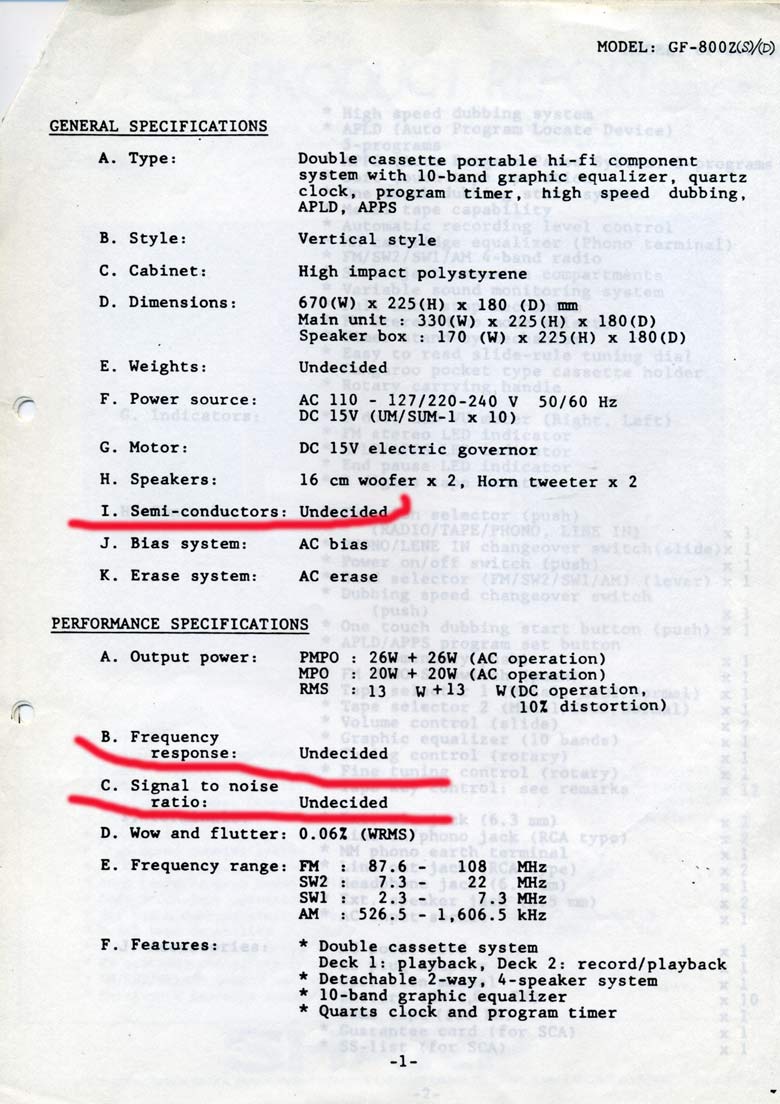 MODEL: GF-800Z(S)/(D)
GENERAL SPECIFICATIONS
A. Type: Double cassette portable hi-fi component
system with 10-band graphic equalizer, quartz
clock, program timer, high speed dubbing,
APLD, APPS
B. Style: Vertical style
C. Cabinet: High impact polystyrene
D. Dimensions: 670(W) x 225(H) x 180 (D) mm
Main unit : 330(W) x 225(H) x 180(D)
Speaker box : 170 (W) x 225(H) x 180(D)
E. Weights: Undecided
F. Power source: AC 110 - 127/220-240 V 50/60 Hz
DC 15V (UM/SUM-1 x 10)
G. Motor: DC 15V electric governor
H. Speakers: 16 cm woofer x 2, Horn tweeter x 2
I. Semi-conductors: Undecided
J. Bias system: AC bias
K. Erase system: AC erase
PERFORMANCE SPECIFICATIONS
A. Output power: PMPO : 26W + 26W (AC operation)
MPO : 20W + 20W (AC operation)
RMS : 13 W +13 W(DC operation,
10% distortion)
B. Frequency
response: Undecided
C. Signal to noise
ratio: Undecided
D. Wow and flutter: 0.06% (WRMS)
E. Frequency range: FM : 87.6 - 108 MHz
SW2 : 7.3 - 22 MHz
SW1 : 2.3 - 7.3 MHz
AM : 526.5 - 1,606.5 kHz
F. Features: * Double cassette system
Deck 1: playback, Deck 2: record/playback
* Detachable 2-way, 4-speaker system
* 10-band graphic equalizer
* Quarts clock and program timer
-1-